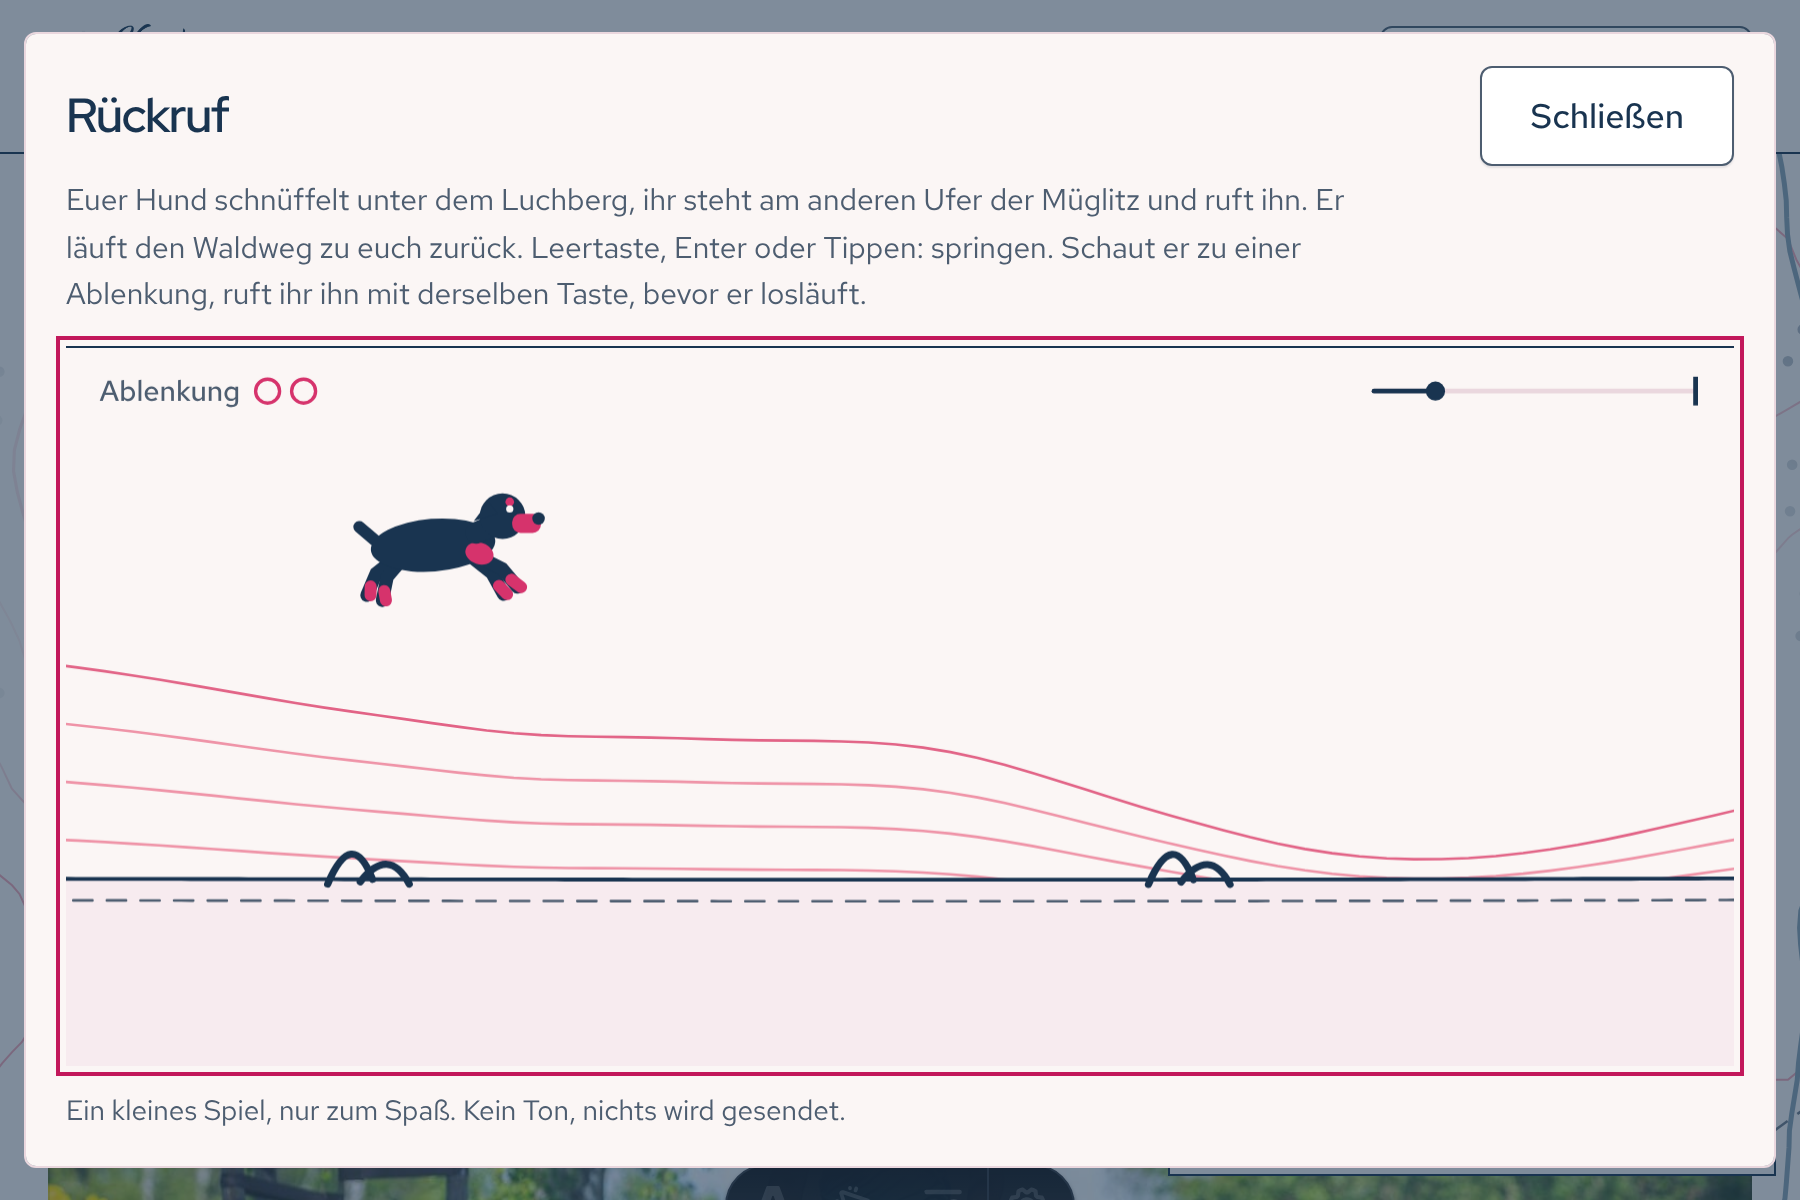 Rückruf
Schließen
Euer Hund schnüffelt unter dem Luchberg, ihr steht am anderen Ufer der Müglitz und ruft ihn. Er
läuft den Waldweg zu euch zurück. Leertaste, Enter oder Tippen: springen. Schaut er zu einer
Ablenkung, ruft ihr ihn mit derselben Taste, bevor er losläuft.
Ablenkung
Ein kleines Spiel, nur zum Spaß. Kein Ton, nichts wird gesendet.